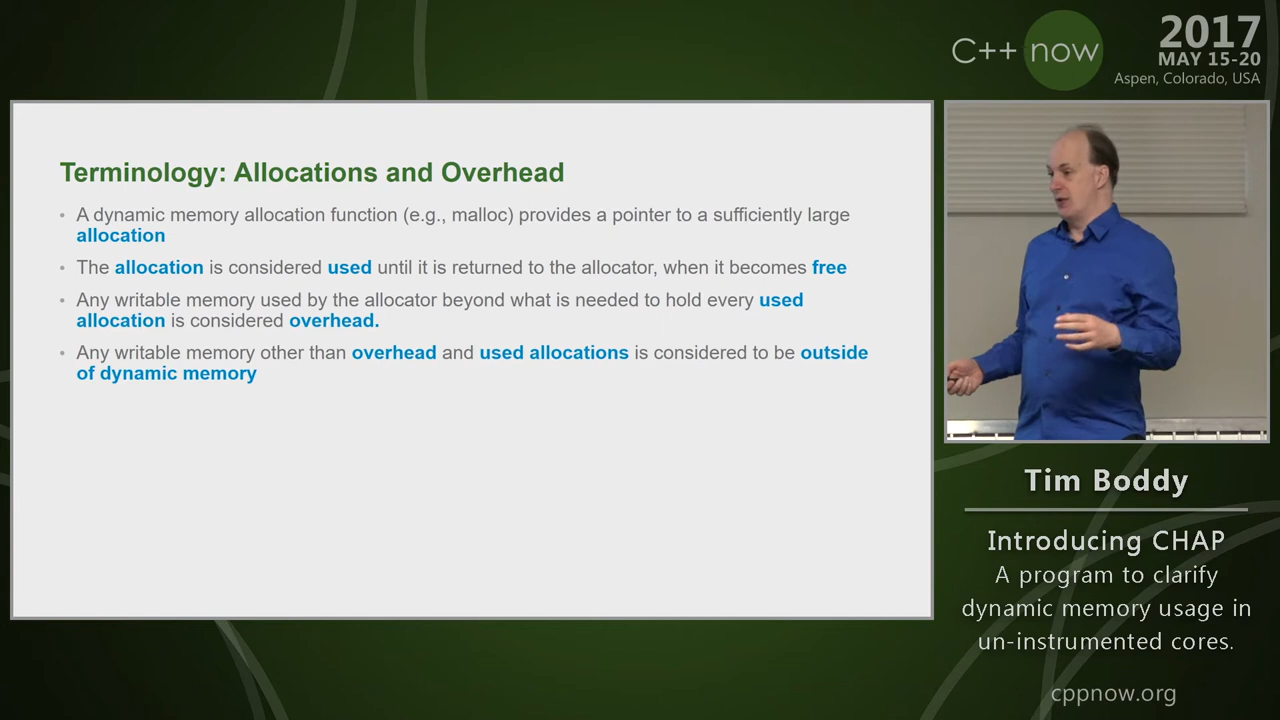 C++ now
2017
MAY 15-20
Aspen, Colorado, USA
Terminology: Allocations and Overhead
• A dynamic memory allocation function (e.g., malloc) provides a pointer to a sufficiently large
allocation
• The allocation is considered used until it is returned to the allocator, when it becomes free
• Any writable memory used by the allocator beyond what is needed to hold every used
allocation is considered overhead.
• Any writable memory other than overhead and used allocations is considered to be outside
of dynamic memory
Tim Boddy
Introducing CHAP
A program to clarify
dynamic memory usage in
un-instrumented cores.
cppnow.org